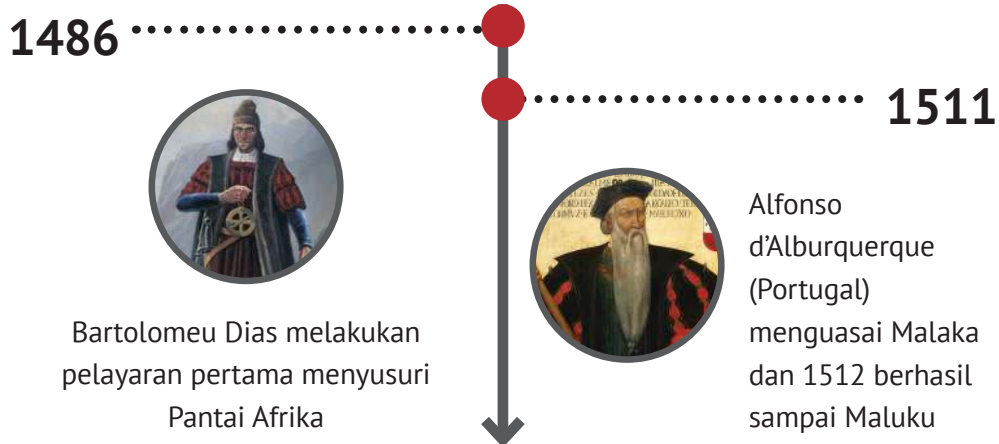 1486
Bartolomeu Dias melakukan
pelayaran pertama menyusuri
Pantai Afrika
1511
Alfonso
d’Alburquerque
(Portugal)
menguasai Malaka
dan 1512 berhasil
sampai Maluku